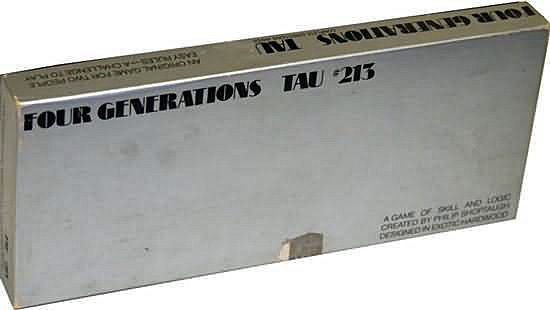 FOUR GENERATIONS TAU
AN ORIGINAL GAME FOR TWO PEOPLE
EASY RULES—A CHALLENGE TO PLAY
FOUR GENERATIONS TAU #213
A GAME OF SKILL AND LOGIC
CREATED BY PHILIP SHOPTAUGH
DESIGNED IN EXOTIC HARDWOOD